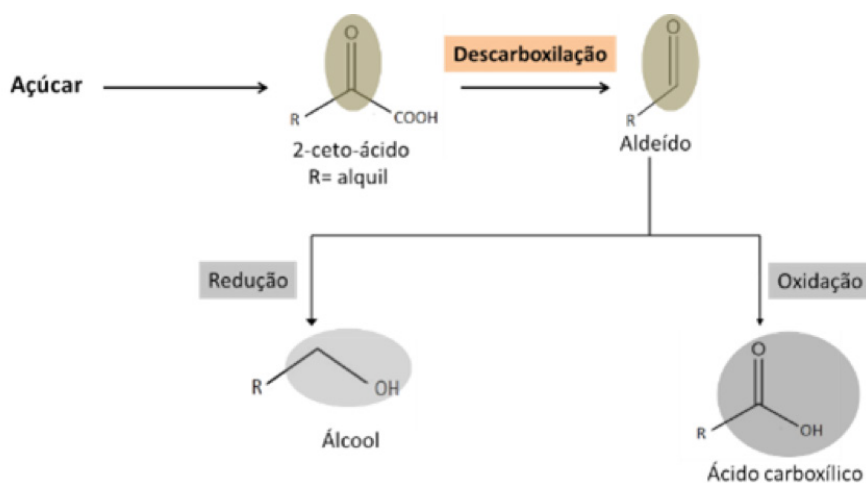 O
O
Descarboxilação
Açúcar
R
COOH
R
2-ceto-ácido
R= alquil
Aldeído
Redução
Oxidação
O
R
OH
R
OH
Álcool
Ácido carboxílico